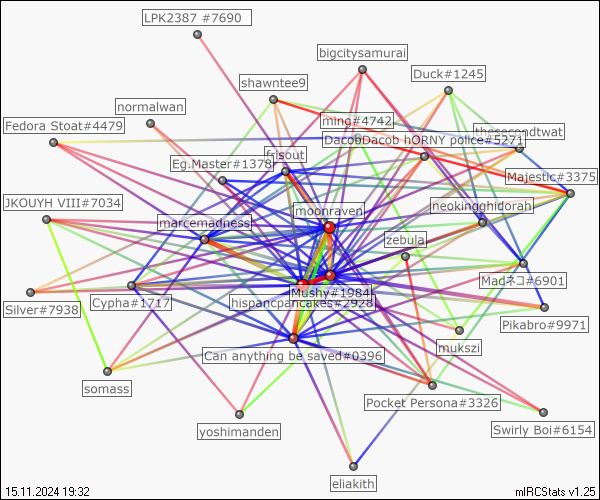 LPK2387 #7690
bigcitysamurai
Duck#1245
shawntee9
normalwan
ming#4742
Fedora Stoat#4479
thesecondtwat
DacobDacob hORNY police#5271
frisout
Eg.Master#1378
Majestic#3375
JKOUYH VIII#7034
moonraven
neokingghidorah
marcemadness
zebula
Madネコ#6901
Mushy#1984
Silver#7938
Cypha#1717
hispancpancakes#2928
Pikabro#9971
Can anything be saved#0396
mukszi
somass
Pocket Persona#3326
yoshimanden
Swirly Boi#6154
eliakith
15.11.2024 19:32
mIRCStats v1.25